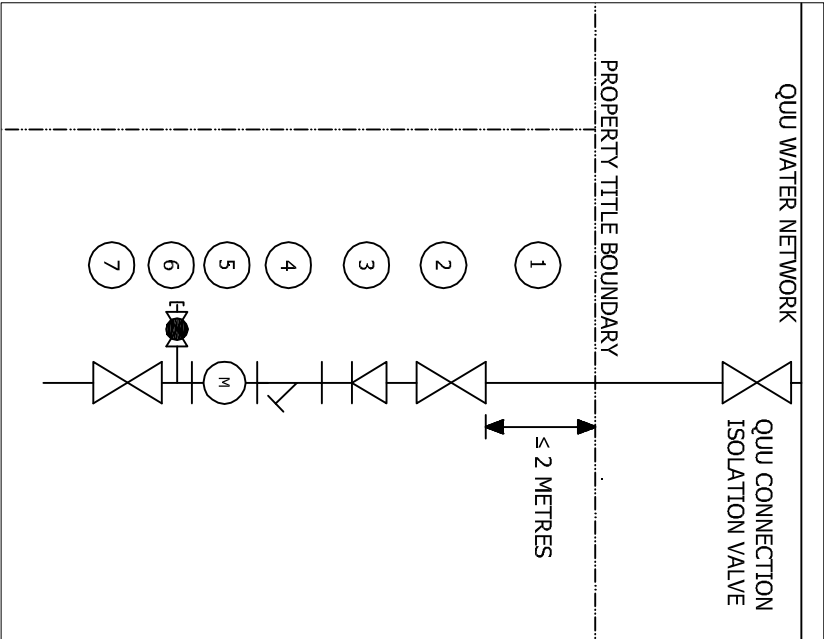 QUU WATER NETWORK
QUU CONNECTION
ISOLATION VALVE
PROPERTY TITLE BOUNDARY
≤ 2 METRES
1
2
3
4
5
6
7
M